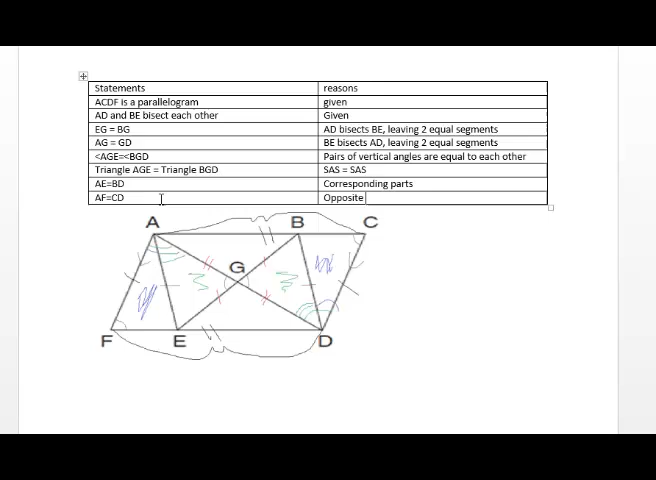 Statements reasons
ACDF is a parallelogram given
AD and BE bisect each other Given
EG = BG AD bisects BE, leaving 2 equal segments
AG = GD BE bisects AD, leaving 2 equal segments
<AGE=<BGD Pairs of vertical angles are equal to each other
Triangle AGE = Triangle BGD SAS = SAS
AE=BD Corresponding parts
AF=CD Opposite
A B C
G
F E D